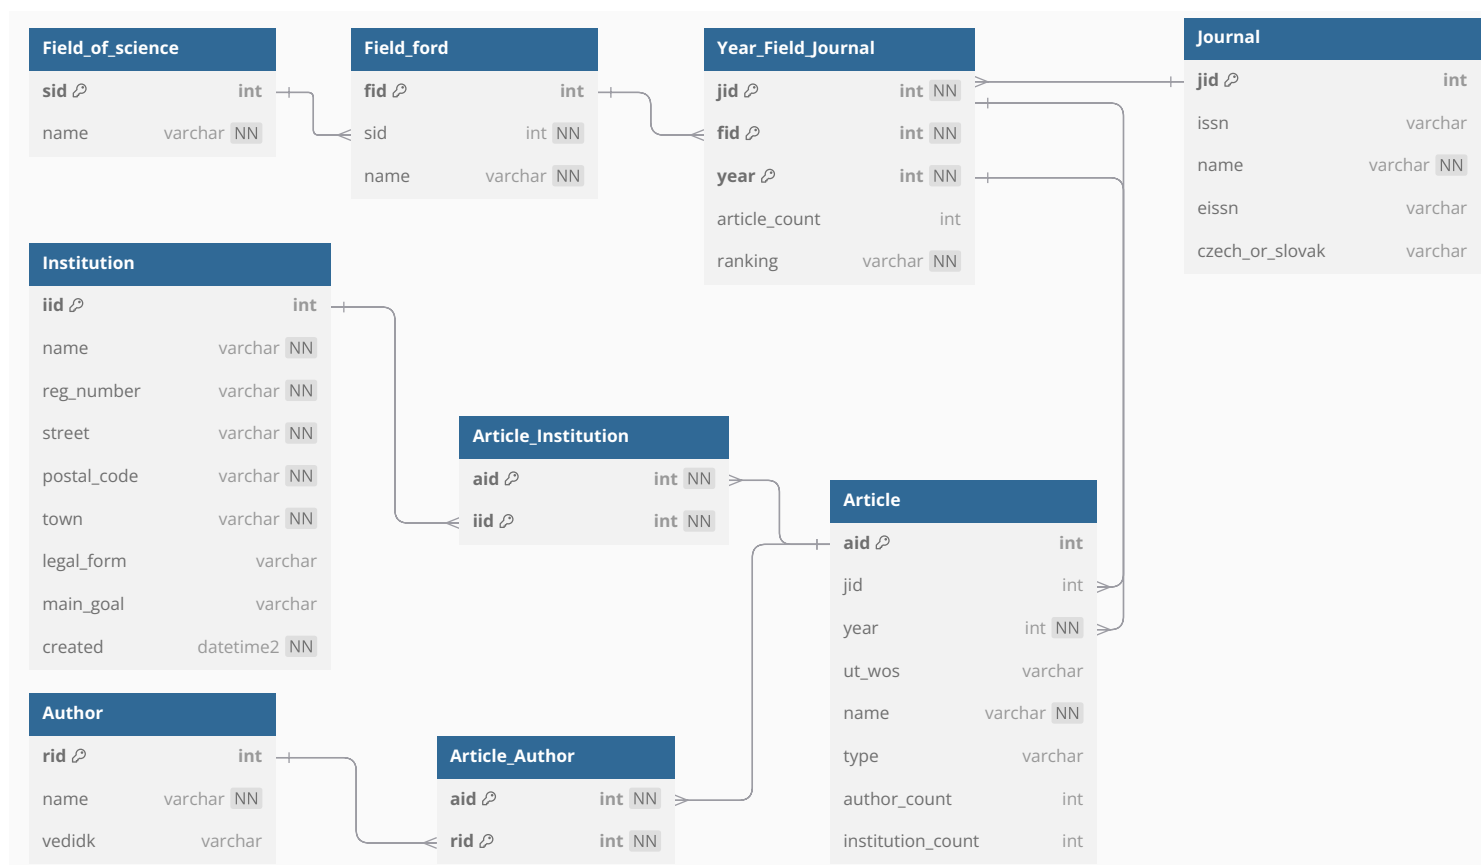 Field_of_science
sid int
name varchar NN
Field_ford
fid int
sid int NN
name varchar NN
Year_Field_Journal
jid int NN
fid int NN
year int NN
article_count int
ranking varchar NN
Journal
jid int
issn varchar
name varchar NN
eissn varchar
czech_or_slovak varchar
Institution
iid int
name varchar NN
reg_number varchar NN
street varchar NN
postal_code varchar NN
town varchar NN
legal_form varchar
main_goal varchar
created datetime2 NN
Article_Institution
aid int NN
iid int NN
Article
aid int
jid int
year int NN
ut_wos varchar
name varchar NN
type varchar
author_count int
institution_count int
Author
rid int
name varchar NN
vedidk varchar
Article_Author
aid int NN
rid int NN